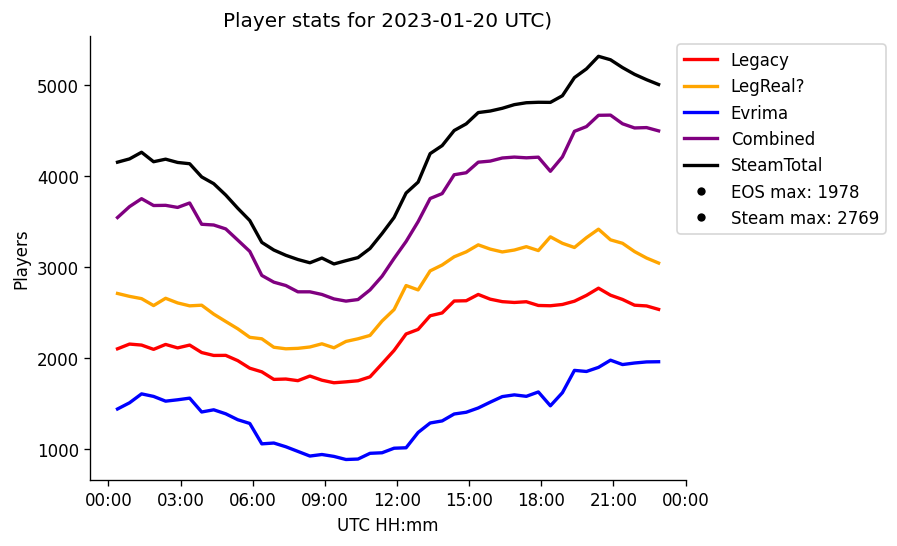 Player stats for 2023-01-20 UTC)
Legacy
LegReal?
Evrima
Combined
SteamTotal
EOS max: 1978
Steam max: 2769
Players
5000
4000
3000
2000
1000
00:00 03:00 06:00 09:00 12:00 15:00 18:00 21:00 00:00
UTC HH:mm